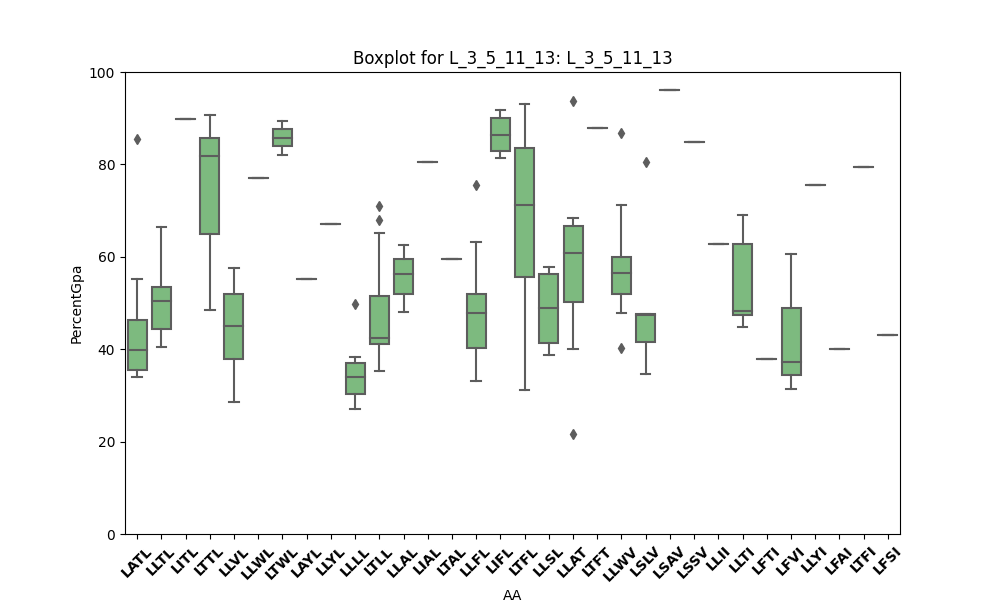 Boxplot for L_3_5_11_13: L_3_5_11_13
PercentGpa
100
80
60
40
20
0
LATL LLTL LITL LTTL LLVL LLWL LTWL LAYL LLYL LLLL LTLL LLAL LIAL LTAL LLFL LIFL LTFL LLSL LLAT LTFT LLWV LSLV LSAV LSSV LLII LLTI LFTI LFVI LLYI LFAI LTFI LFSI
AA